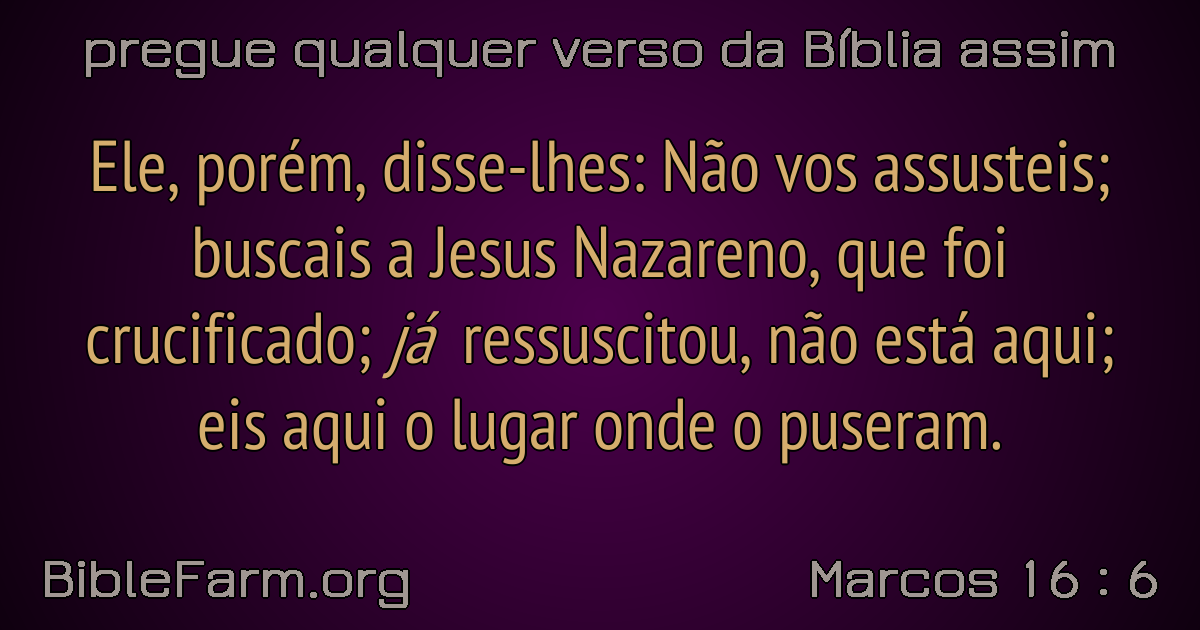 pregue qualquer verso da Bíblia assim
Ele, porém, disse-lhes: Não vos assusteis;
buscais a Jesus Nazareno, que foi
crucificado; já ressuscitou, não está aqui;
eis aqui o lugar onde o puseram.
BibleFarm.org
Marcos 16 : 6